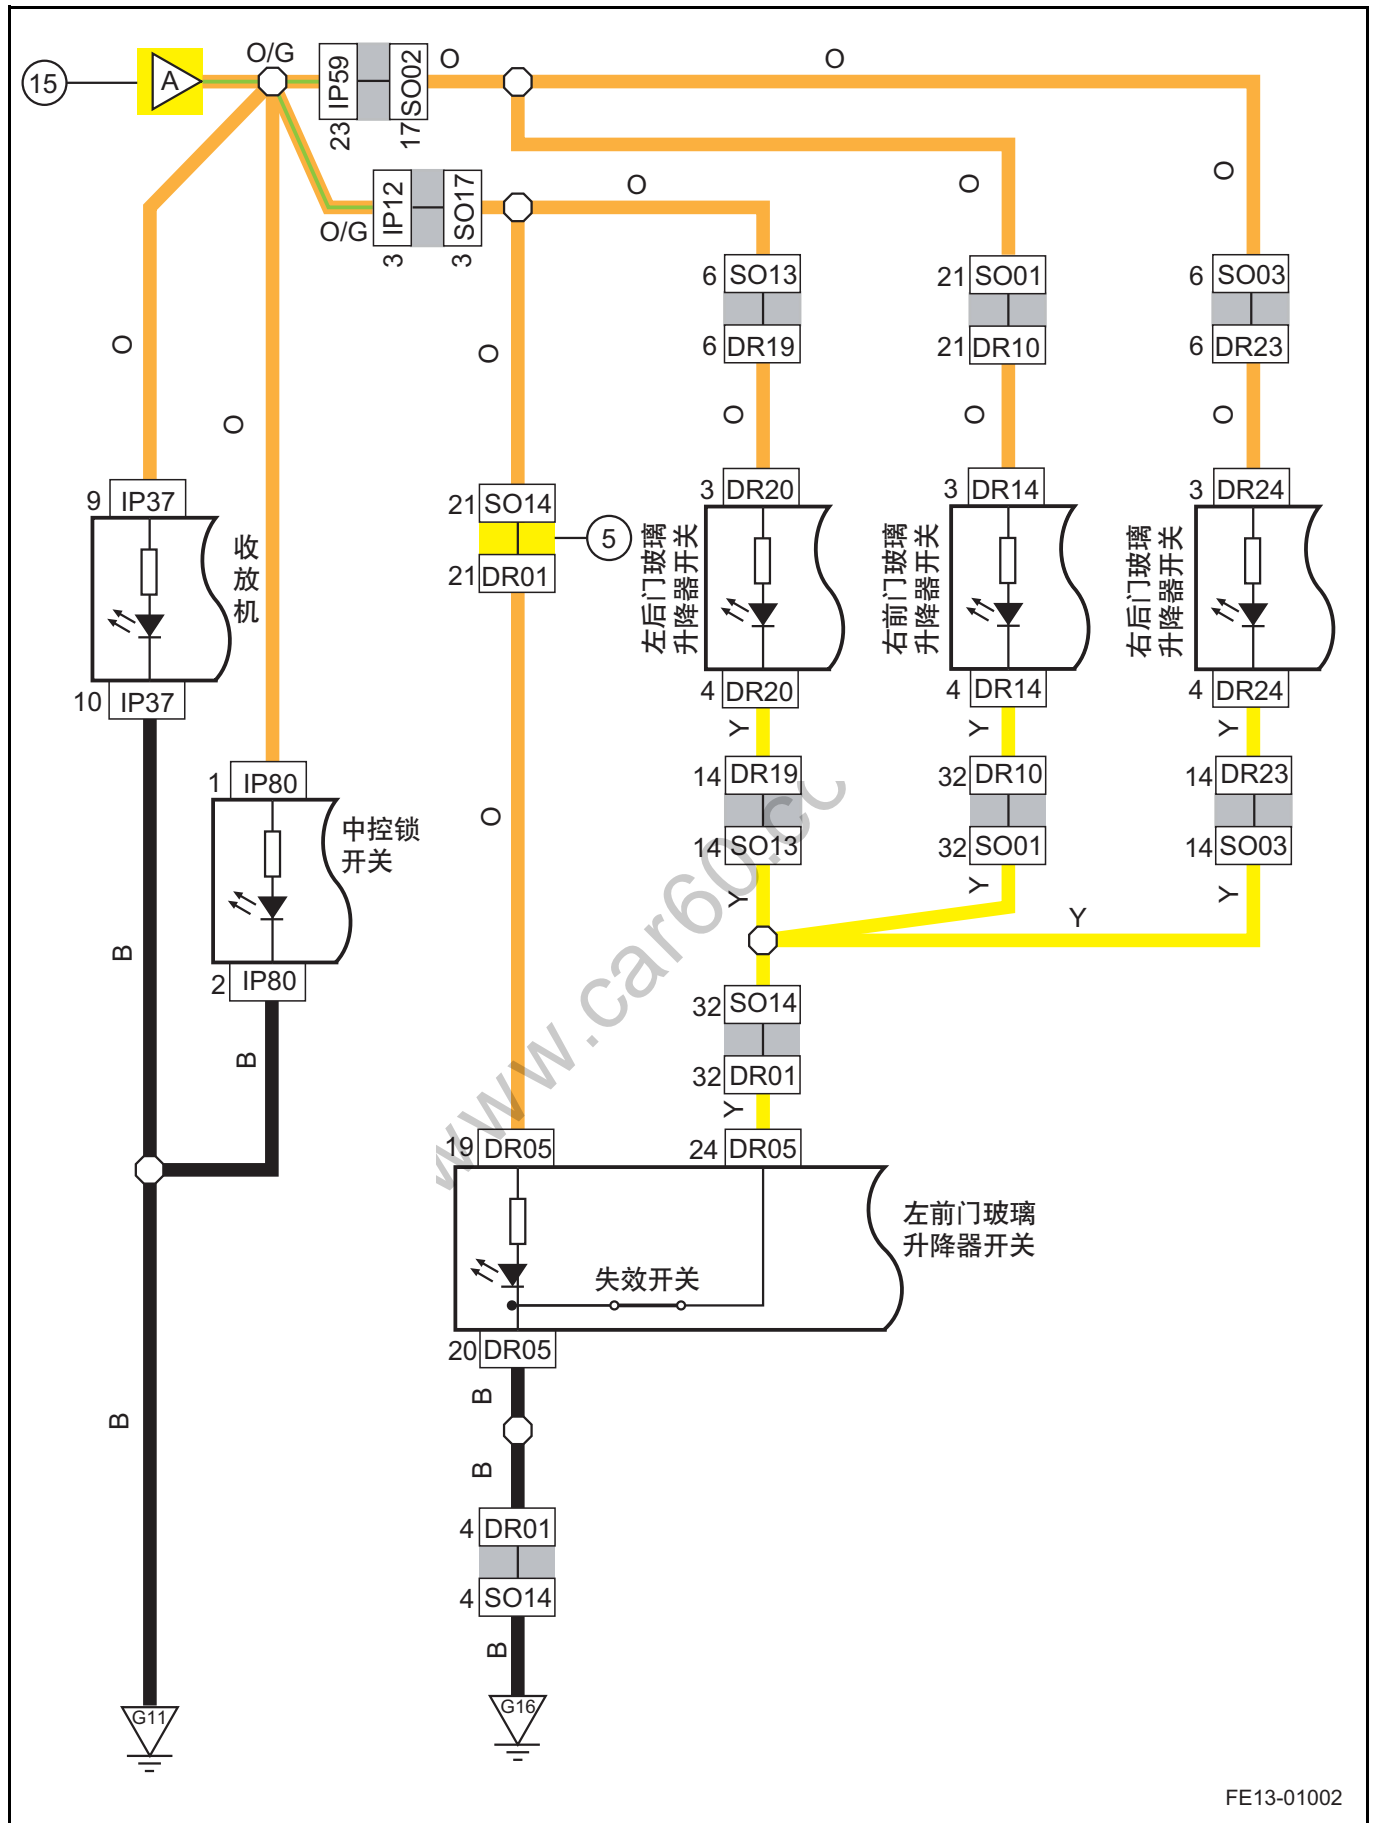 15
A
O/G
IP59
SO02
O
O
23
17
O/G
IP12
SO17
O
O
O
3
3
6 SO13
21 SO01
6 SO03
6 DR19
21 DR10
6 DR23
O
O
O
O
O
O
9 IP37
收放机
21 SO14
5
21 DR01
3 DR20
3 DR14
3 DR24
左后门玻璃
升降器开关
右前门玻璃
升降器开关
右后门玻璃
升降器开关
10 IP37
4 DR20
4 DR14
4 DR24
Y
Y
Y
1 IP80
14 DR19
32 DR10
14 DR23
中控锁
开关
O
14 SO13
32 SO01
14 SO03
Y
Y
Y
Y
B
2 IP80
32 SO14
B
32 DR01
Y
19 DR05
24 DR05
左前门玻璃
升降器开关
失效开关
20 DR05
B
B
B
4 DR01
4 SO14
B
G11
G16
www.car60.co
FE13-01002